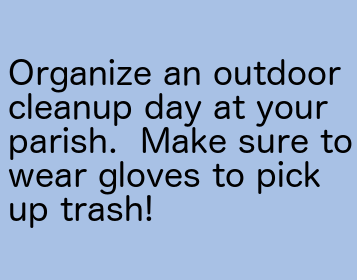 Organize an outdoor
cleanup day at your
parish.  Make sure to
wear gloves to pick
up trash!